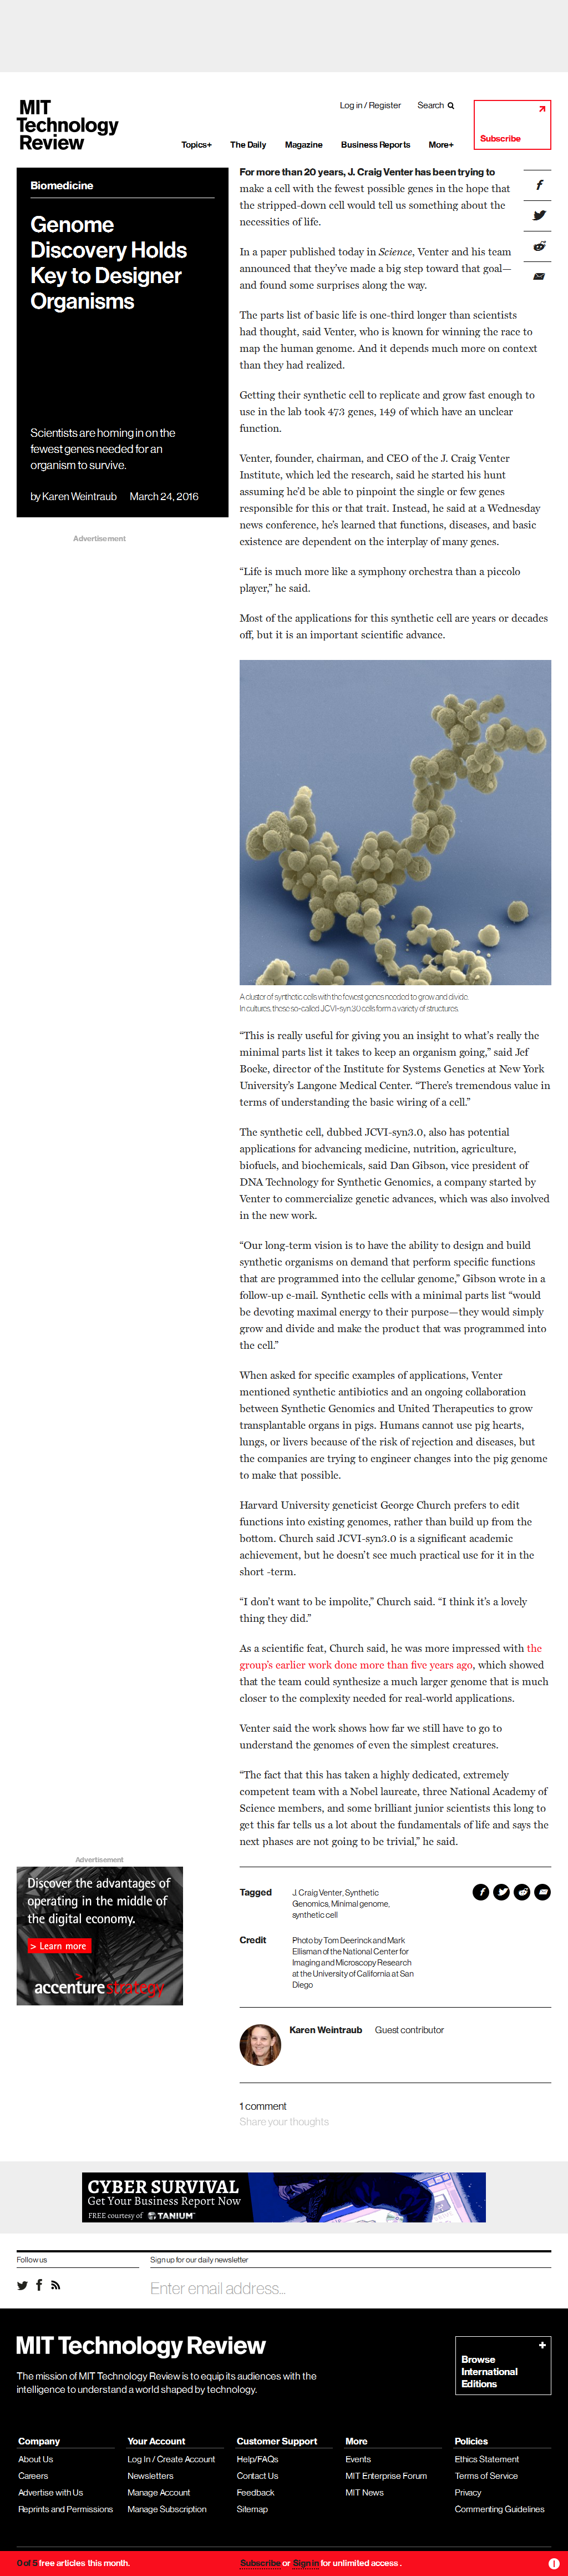 MIT
Technology
Review
Log in / Register
Search
Subscribe
Topics+
The Daily
Magazine
Business Reports
More+
Biomedicine
Genome
Discovery Holds
Key to Designer
Organisms
Scientists are homing in on the
fewest genes needed for an
organism to survive.
by Karen Weintraub
March 24, 2016
Advertisement
For more than 20 years, J. Craig Venter has been trying to
make a cell with the fewest possible genes in the hope that
the stripped-down cell would tell us something about the
necessities of life.
In a paper published today in Science, Venter and his team
announced that they've made a big step toward that goal—
and found some surprises along the way.
The parts list of basic life is one-third longer than scientists
had thought, said Venter, who is known for winning the race to
map the human genome. And it depends much more on context
than they had realized.
Getting their synthetic cell to replicate and grow fast enough to
use in the lab took 473 genes, 149 of which have an unclear
function.
Venter, founder, chairman, and CEO of the J. Craig Venter
Institute, which led the research, said he started his hunt
assuming he'd be able to pinpoint the single or few genes
responsible for this or that trait. Instead, he said at a Wednesday
news conference, he's learned that functions, diseases, and basic
existence are dependent on the interplay of many genes.
“Life is much more like a symphony orchestra than a piccolo
player,” he said.
Most of the applications for this synthetic cell are years or decades
off, but it is an important scientific advance.
A cluster of synthetic cells with the fewest genes needed to grow and divide.
In cultures, these so-called JCVI-syn3.0 cells form a variety of structures.
“This is really useful for giving you an insight to what's really the
minimal parts list it takes to keep an organism going,” said Jef
Boeke, director of the Institute for Systems Genetics at New York
University's Langone Medical Center. “There's tremendous value in
terms of understanding the basic wiring of a cell.”
The synthetic cell, dubbed JCVI-syn3.0, also has potential
applications for advancing medicine, nutrition, agriculture,
biofuels, and biochemicals, said Dan Gibson, vice president of
DNA Technology for Synthetic Genomics, a company started by
Venter to commercialize genetic advances, which was also involved
in the new work.
“Our long-term vision is to have the ability to design and build
synthetic organisms on demand that perform specific functions
that are programmed into the cellular genome,” Gibson wrote in a
follow-up e-mail. Synthetic cells with a minimal parts list “would
be devoting maximal energy to their purpose—they would simply
grow and divide and make the product that was programmed into
the cell.”
When asked for specific examples of applications, Venter
mentioned synthetic antibiotics and an ongoing collaboration
between Synthetic Genomics and United Therapeutics to grow
transplantable organs in pigs. Humans cannot use pig hearts,
lungs, or livers because of the risk of rejection and diseases, but
the companies are trying to engineer changes into the pig genome
to make that possible.
Harvard University geneticist George Church prefers to edit
functions into existing genomes, rather than build up from the
bottom. Church said JCVI-syn3.0 is a significant academic
achievement, but he doesn't see much practical use for it in the
short -term.
“I don't want to be impolite,” Church said. “I think it's a lovely
thing they did.”
As a scientific feat, Church said, he was more impressed with the
group's earlier work done more than five years ago, which showed
that the team could synthesize a much larger genome that is much
closer to the complexity needed for real-world applications.
Venter said the work shows how far we still have to go to
understand the genomes of even the simplest creatures.
“The fact that this has taken a highly dedicated, extremely
competent team with a Nobel laureate, three National Academy of
Science members, and some brilliant junior scientists this long to
get this far tells us a lot about the fundamentals of life and says the
next phases are not going to be trivial,” he said.
Advertisement
Discover the advantages of
operating in the middle of
the digital economy.
> Learn more
accenturestrategy
Tagged
J. Craig Venter, Synthetic
Genomics, Minimal genome,
synthetic cell
Credit
Photo by Tom Deerinck and Mark
Ellisman of the National Center for
Imaging and Microscopy Research
at the University of California at San
Diego
Karen Weintraub
Guest contributor
1 comment
Share your thoughts
CYBER SURVIVAL
Get Your Business Report Now
FREE courtesy of TANIUM
Follow us
Sign up for our daily newsletter
Enter email address...
MIT Technology Review
The mission of MIT Technology Review is to equip its audiences with the
intelligence to understand a world shaped by technology.
Browse
International
Editions
Company
About Us
Careers
Advertise with Us
Reprints and Permissions
Your Account
Log In / Create Account
Newsletters
Manage Account
Manage Subscription
Customer Support
Help/FAQs
Contact Us
Feedback
Sitemap
More
Events
MIT Enterprise Forum
MIT News
Policies
Ethics Statement
Terms of Service
Privacy
Commenting Guidelines
0 of 5 free articles this month.
Subscribe or Sign in for unlimited access .